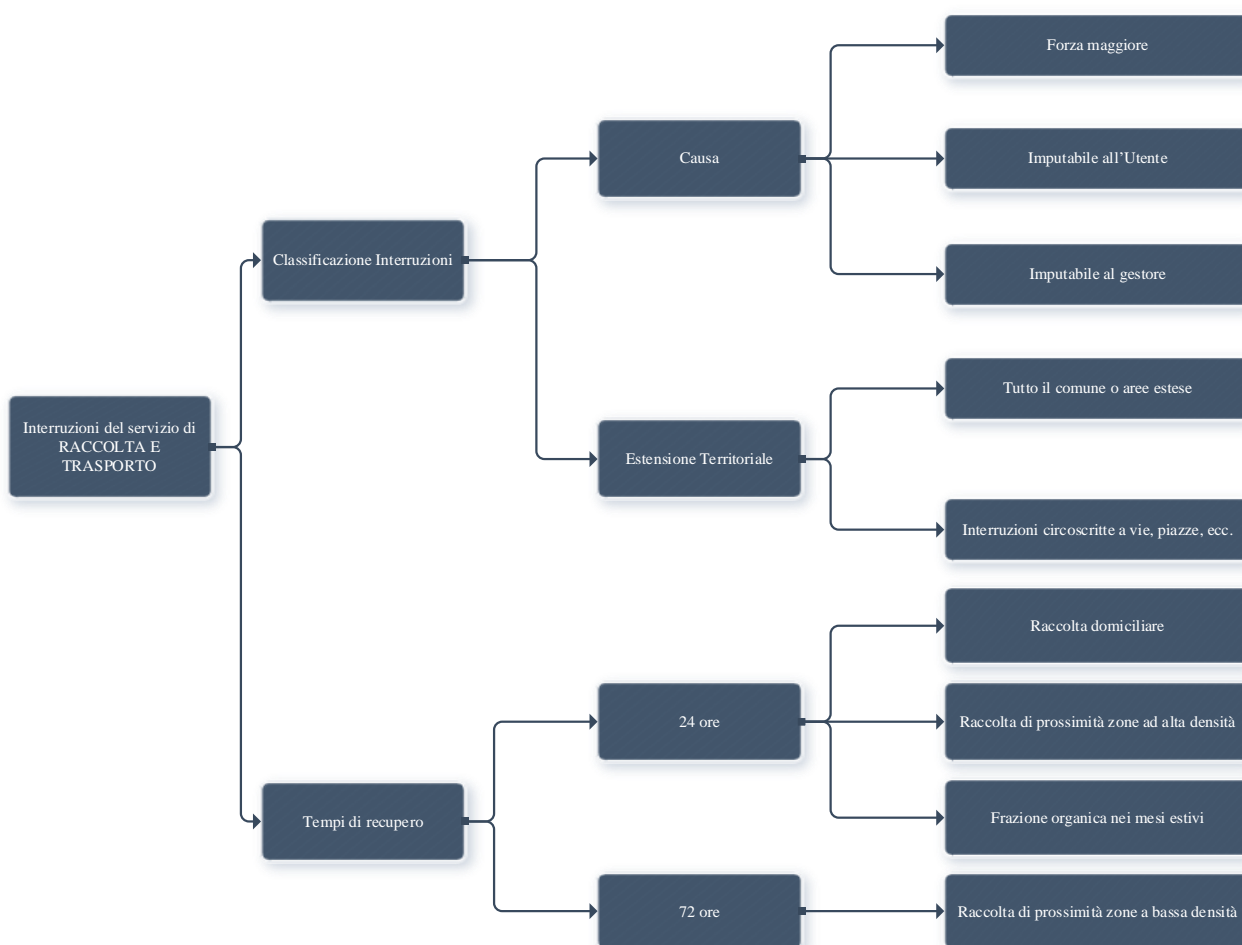 Interruzioni del servizio di
RACCOLTA E
TRASPORTO
Classificazione Interruzioni
Causa
Forza maggiore
Imputabile all’Utente
Imputabile al gestore
Estensione Territoriale
Tutto il comune o aree estese
Interruzioni circoscritte a vie, piazze, ecc.
Tempi di recupero
24 ore
Raccolta domiciliare
Raccolta di prossimità zone ad alta densità
Frazione organica nei mesi estivi
72 ore
Raccolta di prossimità zone a bassa densità